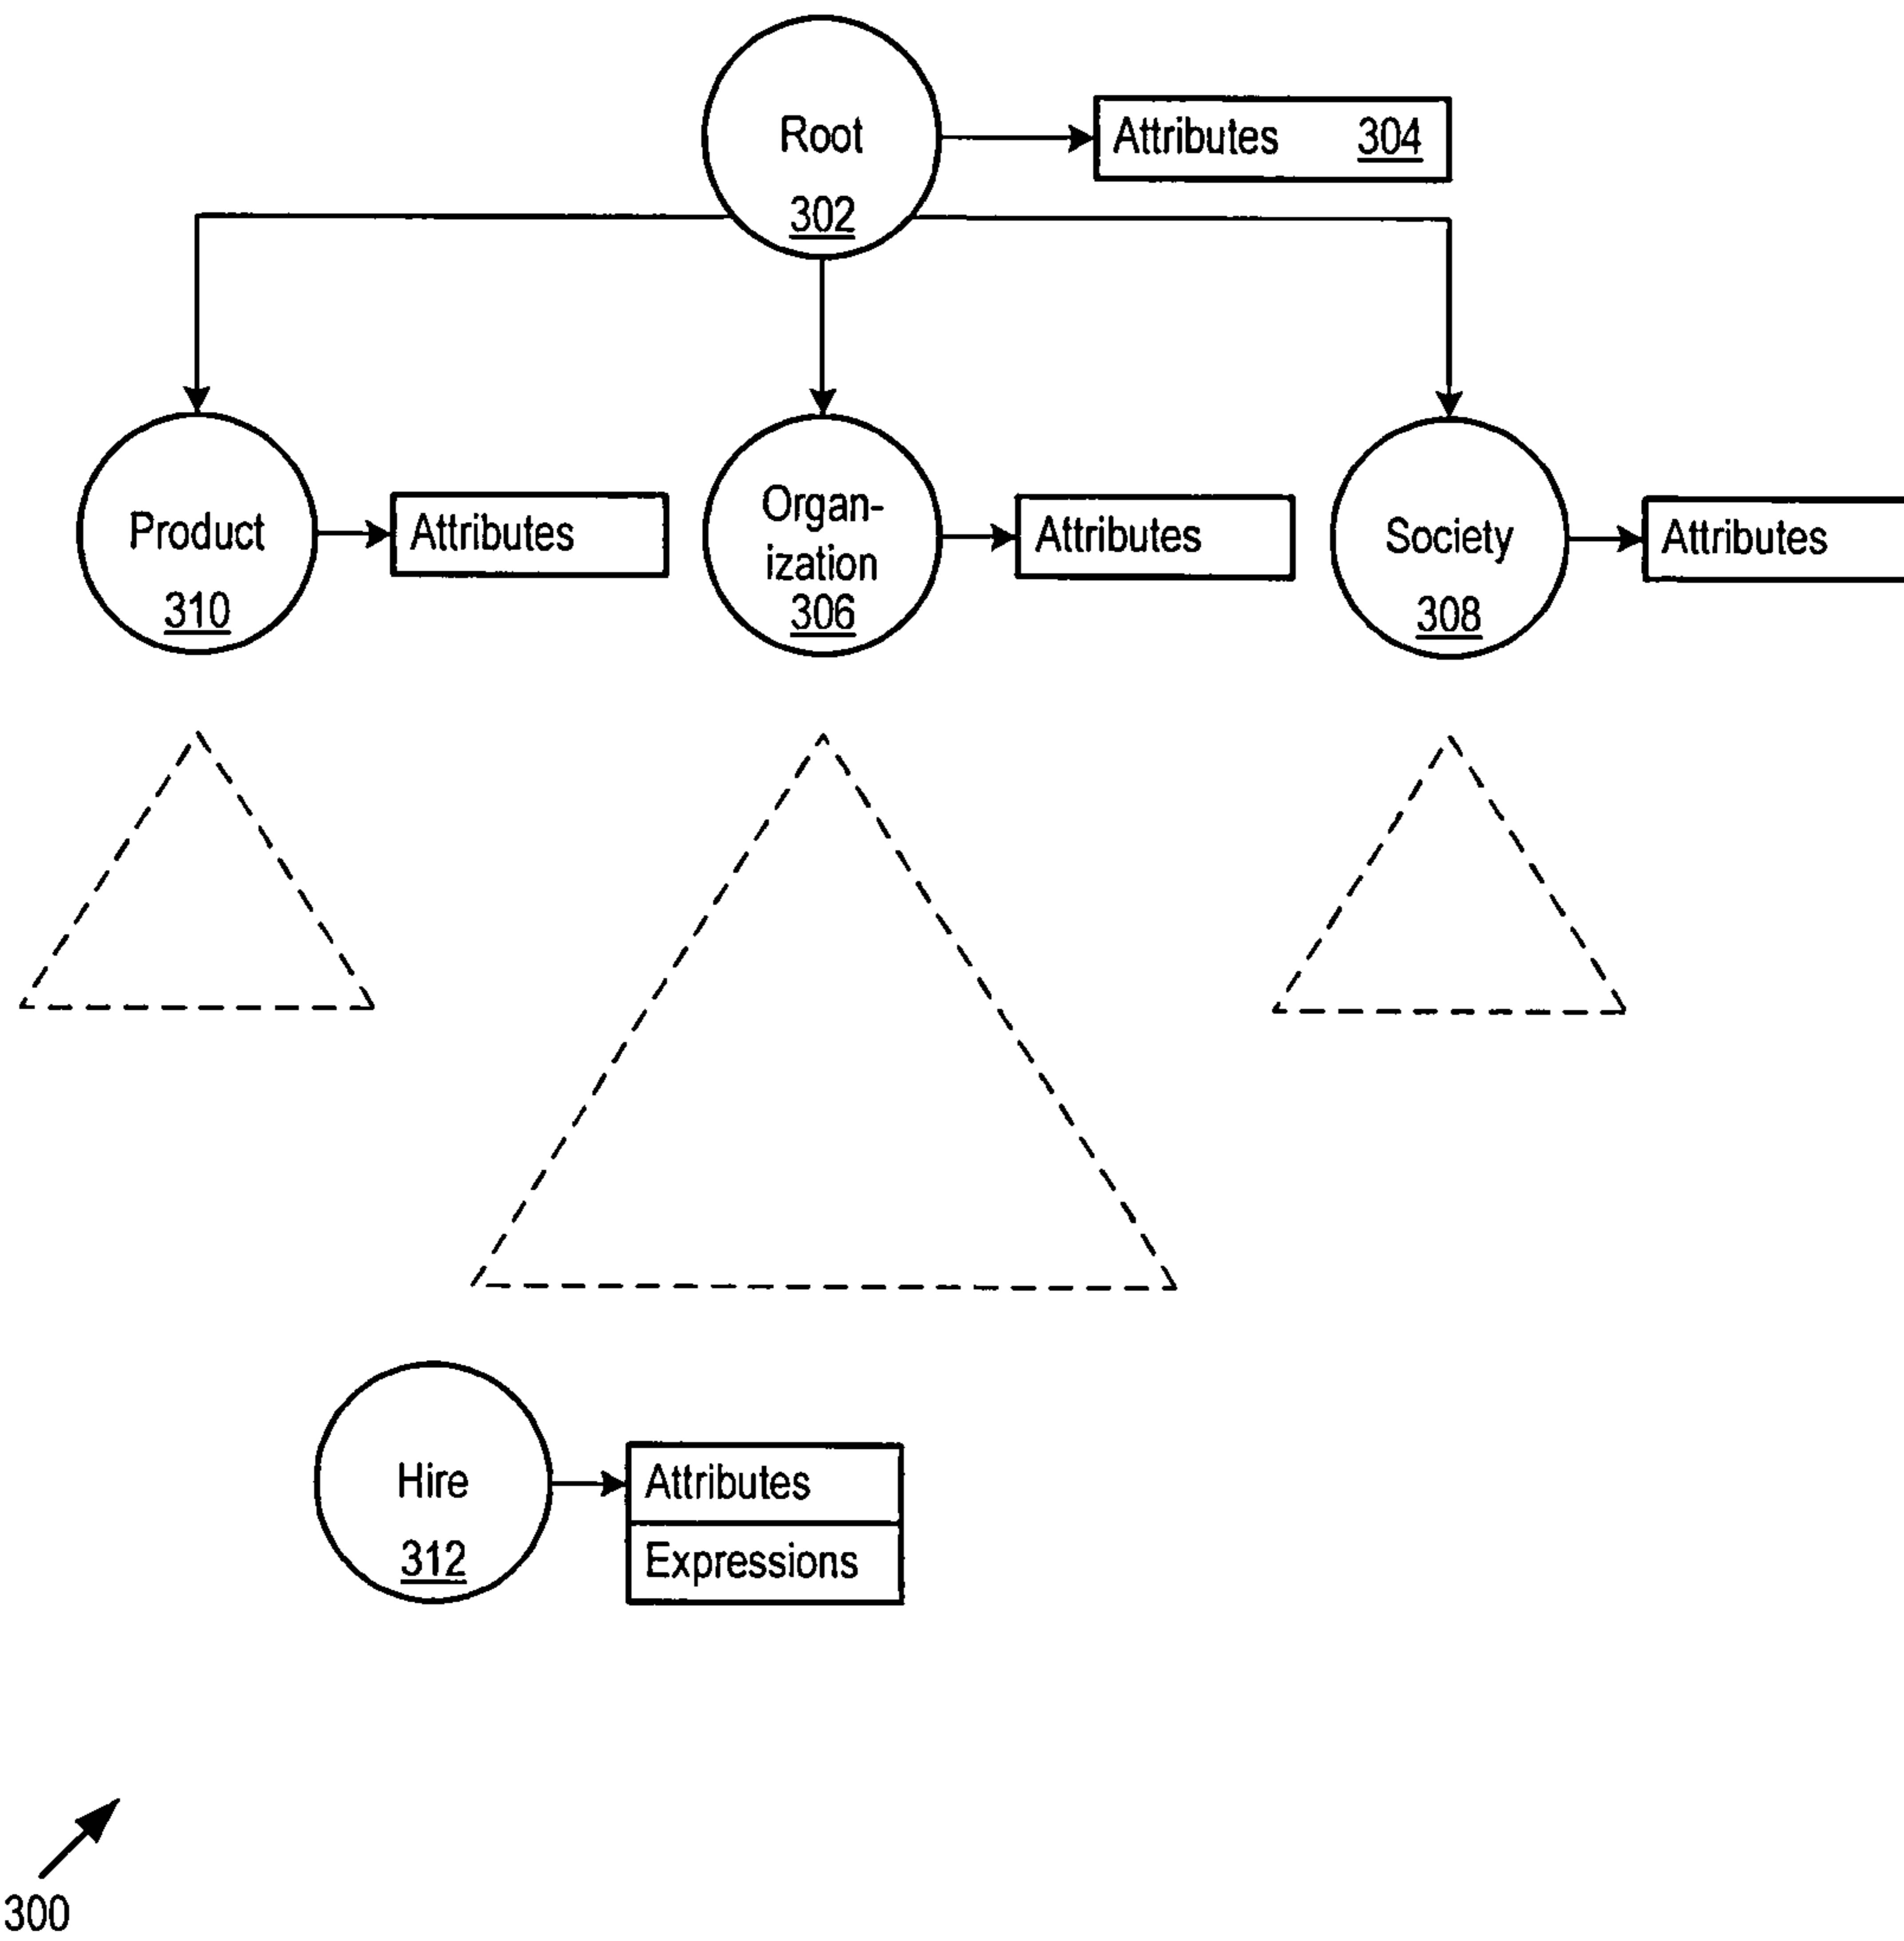 Root
302
Attributes 304
Product
310
Attributes
Organ-
ization
306
Attributes
Society
308
Attributes
Hire
312
Attributes
Expressions
300